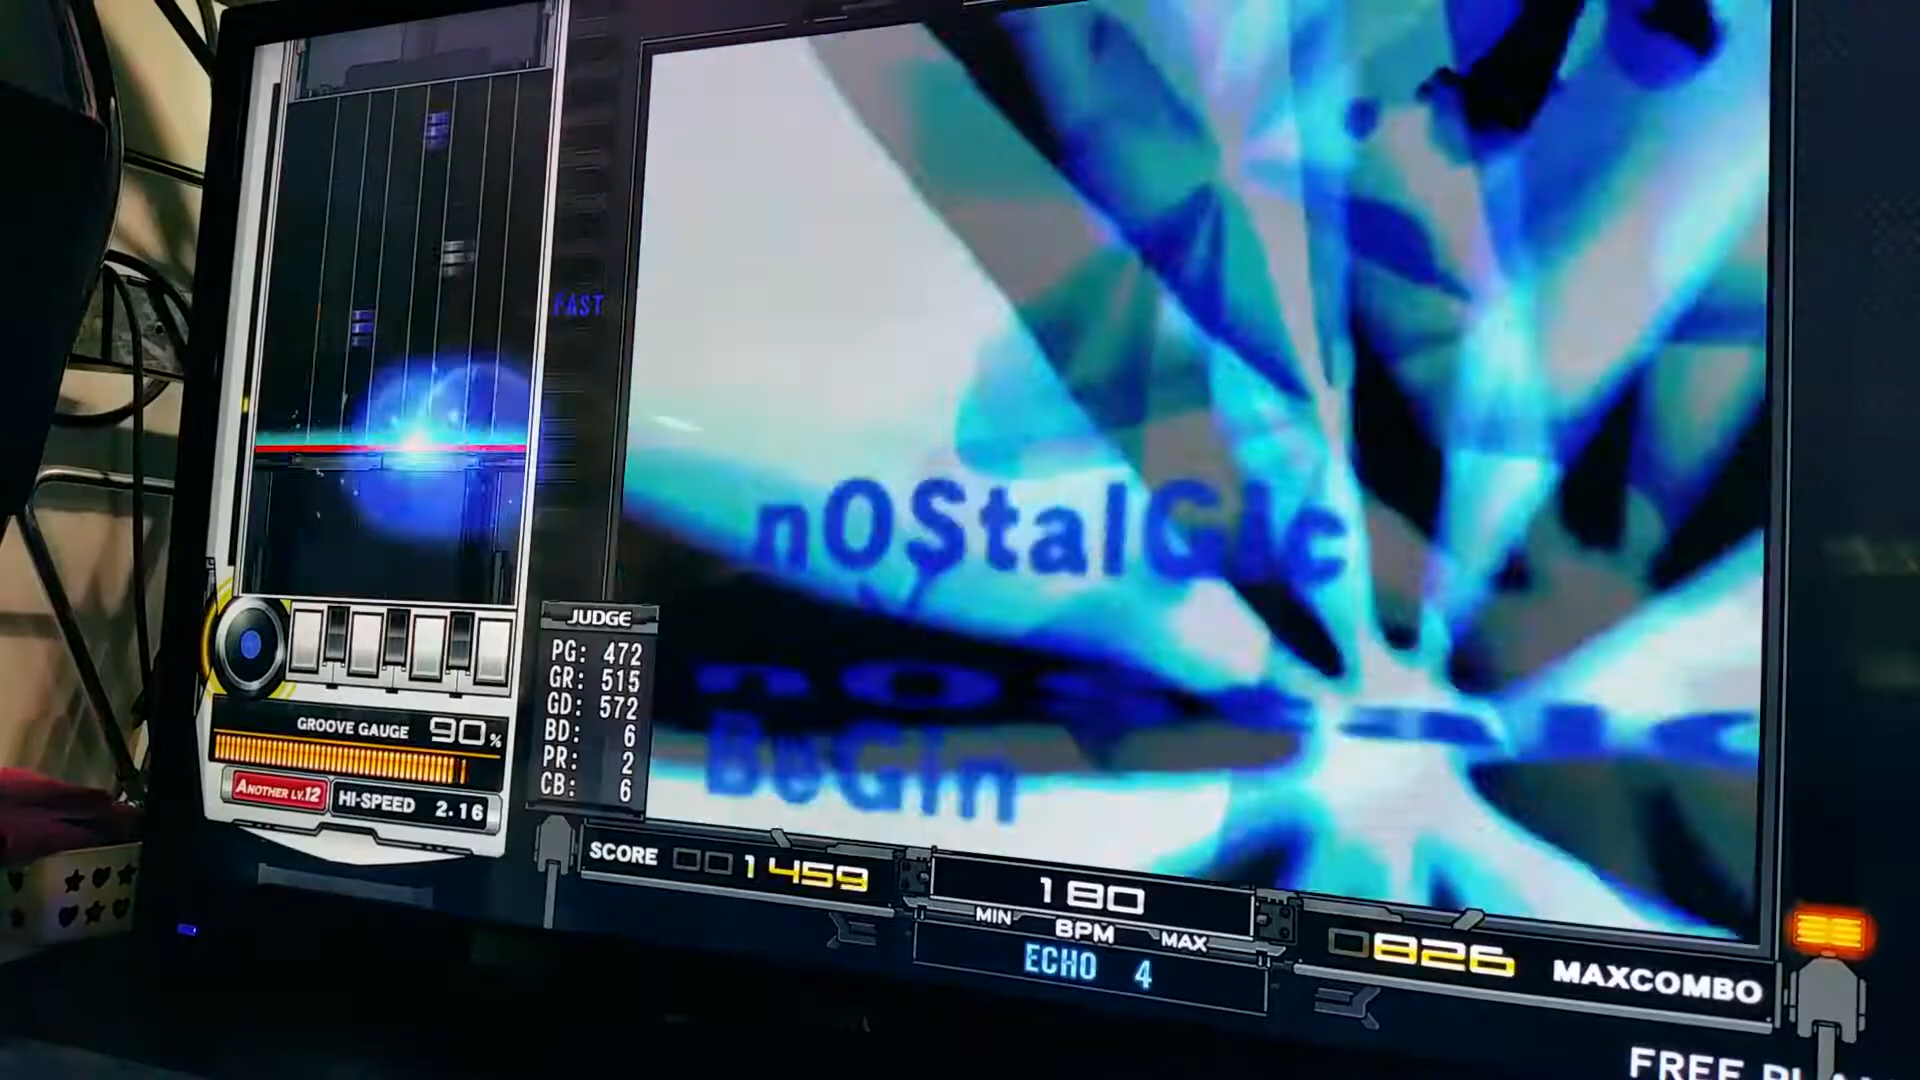 FAST
nOStalGIc
BeGIn
JUDGE
PG: 472
GR: 515
GD: 572
BD: 6
PR: 2
CB: 6
GROOVE GAUGE 90%
ANOTHER LV.12
HI-SPEED 2.16
SCORE 001459
180
MIN BPM MAX
ECHO 4
0826 MAXCOMBO
FREE